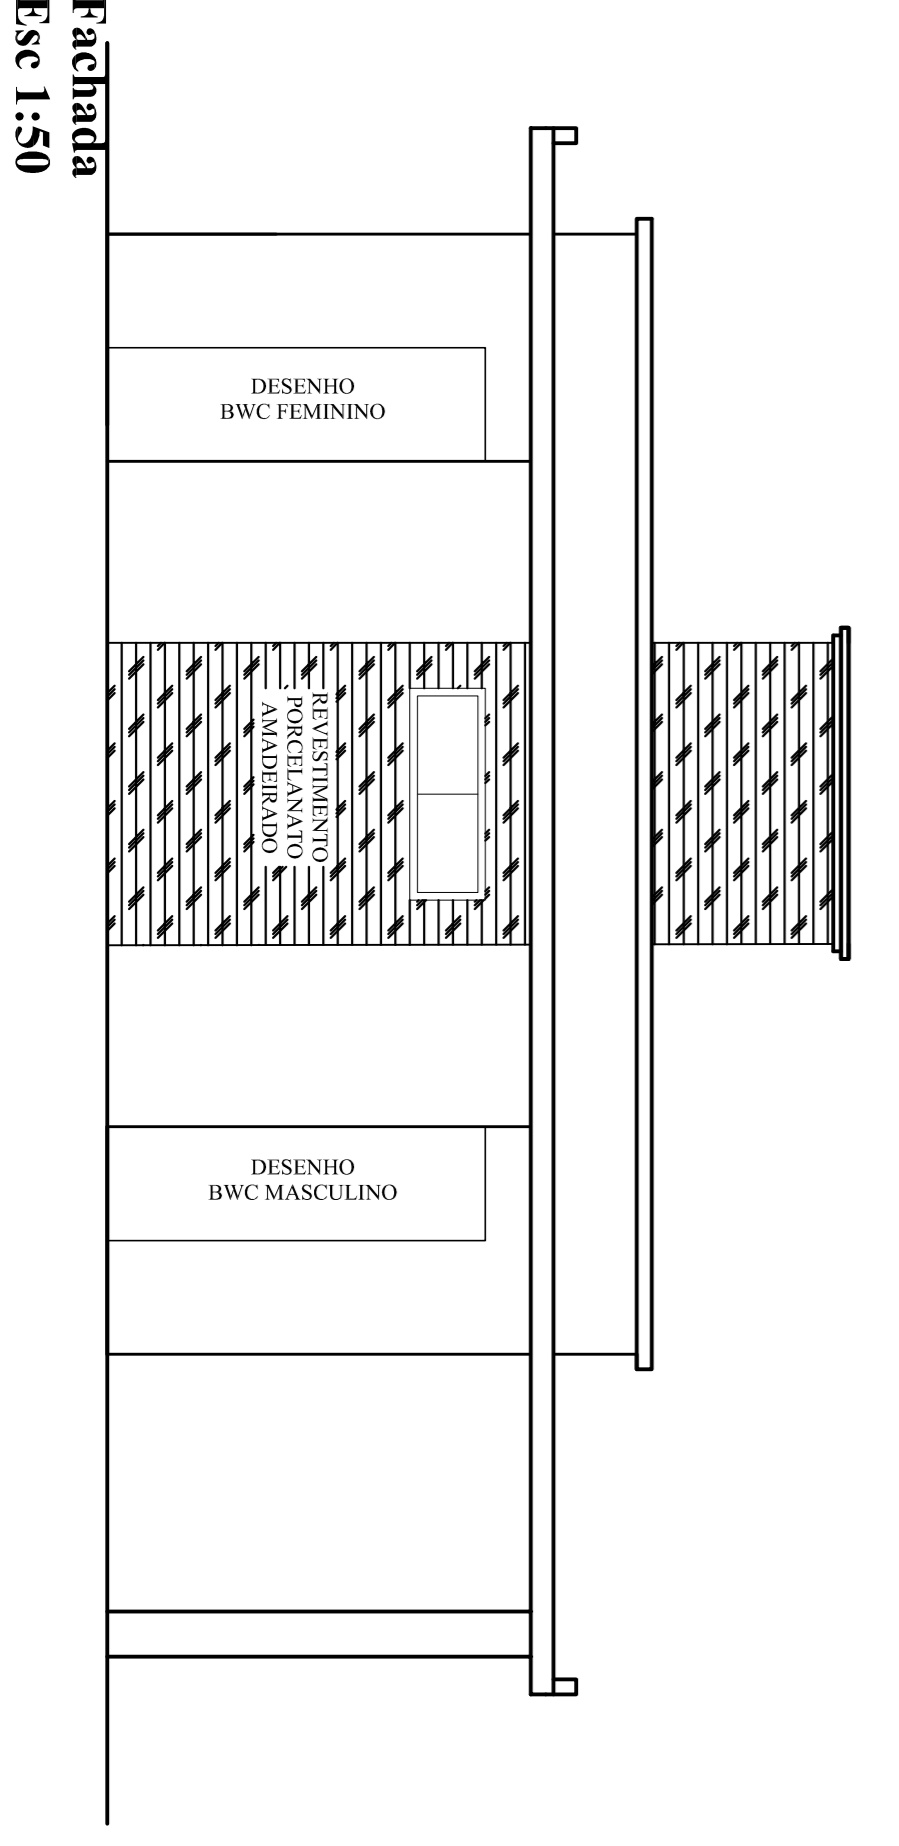 Fachada
Esc 1:50
DESENHO
BWC FEMININO
REVESTIMENTO
PORCELANATO
AMADEIRADO
DESENHO
BWC MASCULINO